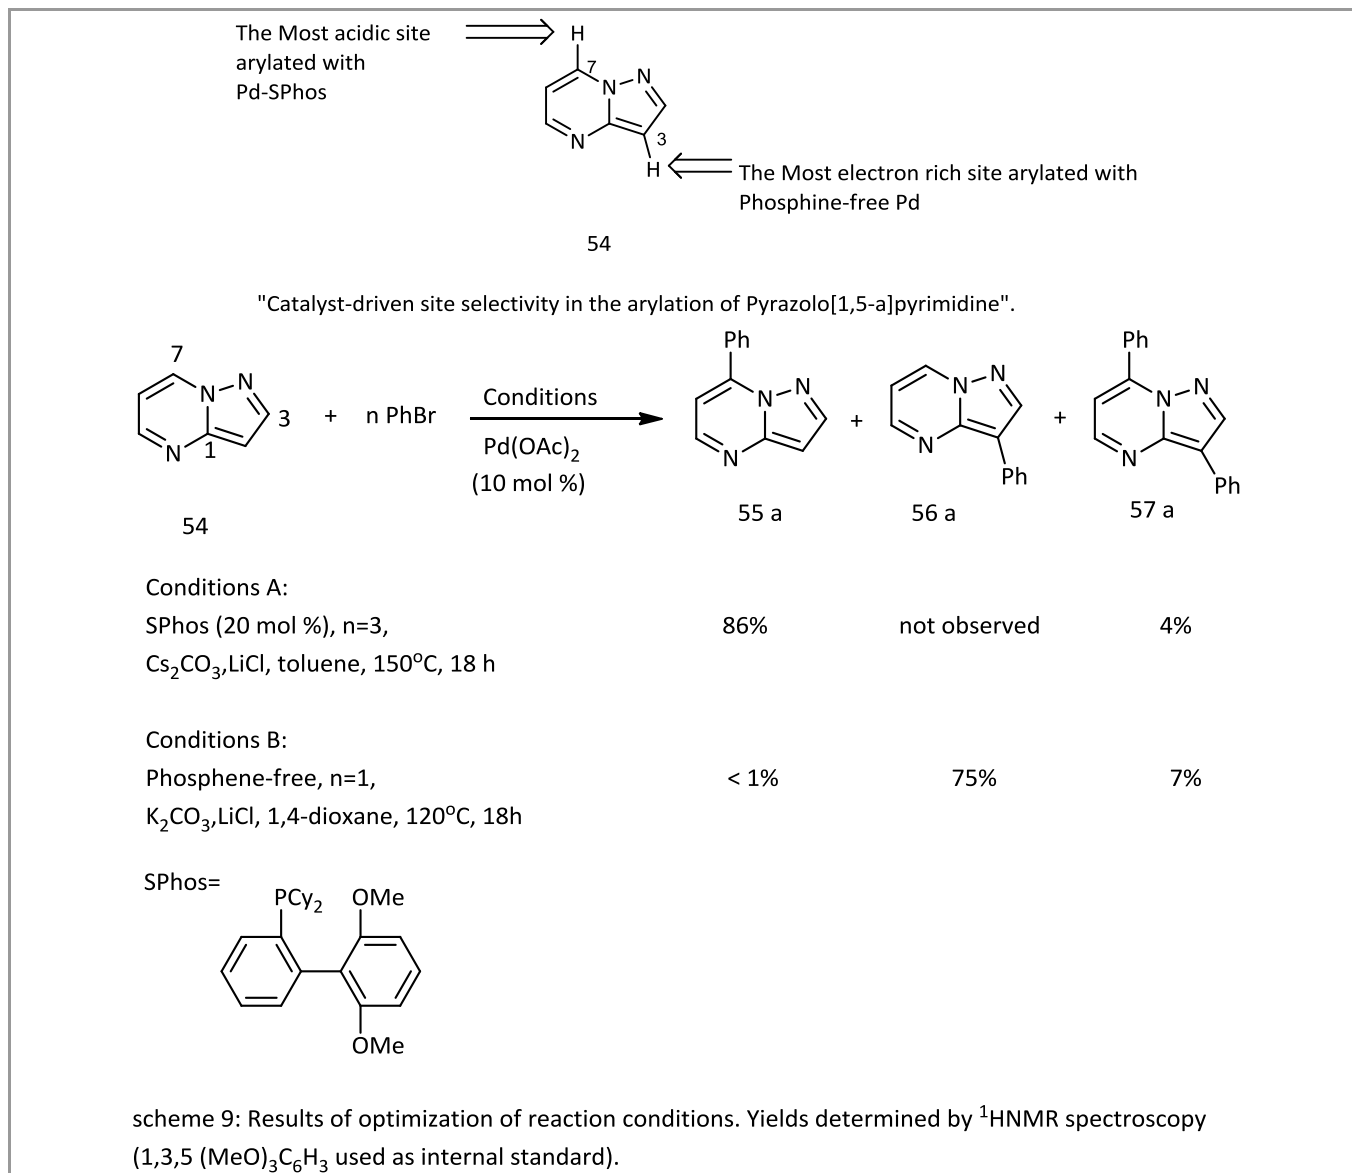 The Most acidic site
arylated with
Pd-SPhos
H
7
N
N
N
3
H
The Most electron rich site arylated with
Phosphine-free Pd
54
"Catalyst-driven site selectivity in the arylation of Pyrazolo[1,5-a]pyrimidine".
7
N
N
3
N
1
54
+
n PhBr
Conditions
Pd(OAc)2
(10 mol %)
Ph
N
N
N
55 a
+
N
N
N
Ph
56 a
+
Ph
N
N
N
Ph
57 a
Conditions A:
SPhos (20 mol %), n=3,
86% not observed 4%
Cs2CO3,LiCl, toluene, 150oC, 18 h
Conditions B:
Phosphene-free, n=1,
< 1% 75% 7%
K2CO3,LiCl, 1,4-dioxane, 120oC, 18h
SPhos=
PCy2
OMe
OMe
scheme 9: Results of optimization of reaction conditions. Yields determined by 1HNMR spectroscopy
(1,3,5 (MeO)3C6H3 used as internal standard).